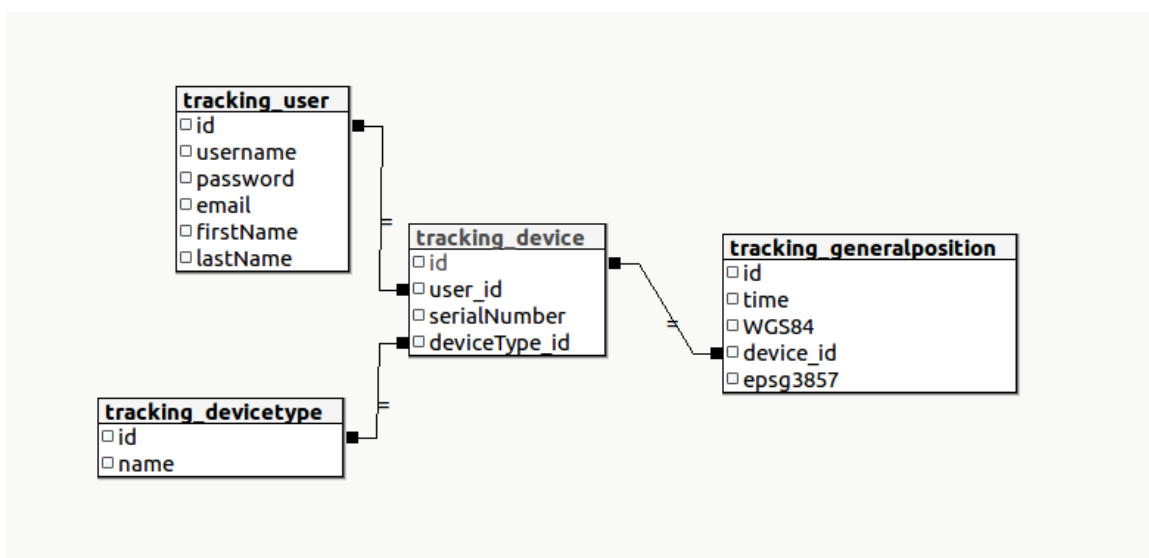 tracking_user
id
username
password
email
firstName
lastName
=
tracking_device
id
user_id
serialNumber
deviceType_id
=
tracking_generalposition
id
time
WGS84
device_id
epsg3857
=
tracking_devicetype
id
name